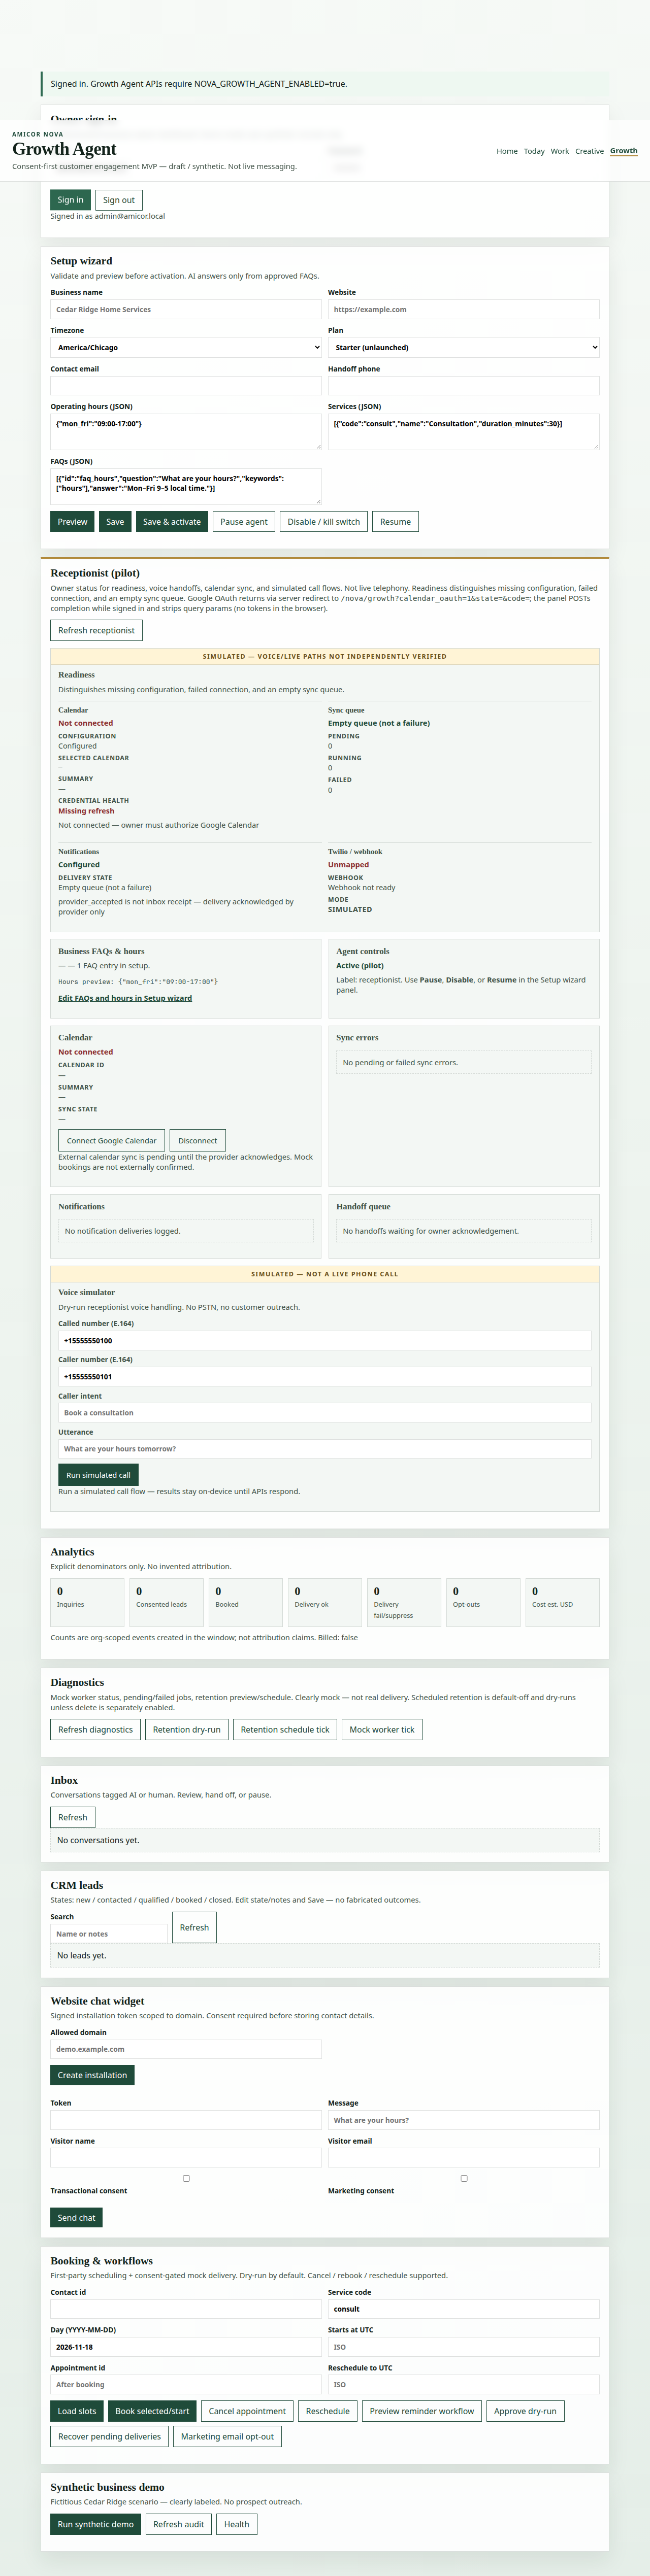 Signed in. Growth Agent APIs require NOVA_GROWTH_AGENT_ENABLED=true.
Owner sign-in
AMICOR NOVA
Growth Agent
Consent-first customer engagement MVP — draft / synthetic. Not live messaging.
Home Today Work Creative Growth
Sign in Sign out
Signed in as admin@amicor.local
Setup wizard
Validate and preview before activation. AI answers only from approved FAQs.
Business name Website
Cedar Ridge Home Services https://example.com
Timezone Plan
America/Chicago Starter (unlaunched)
Contact email Handoff phone
Operating hours (JSON) Services (JSON)
{"mon_fri":"09:00-17:00"} [{"code":"consult","name":"Consultation","duration_minutes":30}]
FAQs (JSON)
[{"id":"faq_hours","question":"What are your hours?","keywords":
["hours"],"answer":"Mon–Fri 9–5 local time."}]
Preview Save Save & activate Pause agent Disable / kill switch Resume
Receptionist (pilot)
Owner status for readiness, voice handoffs, calendar sync, and simulated call flows. Not live telephony. Readiness distinguishes missing configuration, failed
connection, and an empty sync queue. Google OAuth returns via server redirect to /nova/growth?calendar_oauth=1&state=&code=; the panel POSTs
completion while signed in and strips query params (no tokens in the browser).
Refresh receptionist
SIMULATED — VOICE/LIVE PATHS NOT INDEPENDENTLY VERIFIED
Readiness
Distinguishes missing configuration, failed connection, and an empty sync queue.
Calendar Sync queue
Not connected Empty queue (not a failure)
CONFIGURATION PENDING
Configured 0
SELECTED CALENDAR RUNNING
— 0
SUMMARY FAILED
— 0
CREDENTIAL HEALTH
Missing refresh
Not connected — owner must authorize Google Calendar
Notifications Twilio / webhook
Configured Unmapped
DELIVERY STATE WEBHOOK
Empty queue (not a failure) Webhook not ready
provider_accepted is not inbox receipt — delivery acknowledged by MODE
provider only SIMULATED
Business FAQs & hours Agent controls
— — 1 FAQ entry in setup. Active (pilot)
Hours preview: {"mon_fri":"09:00-17:00"} Label: receptionist. Use Pause, Disable, or Resume in the Setup wizard
panel.
Edit FAQs and hours in Setup wizard
Calendar Sync errors
Not connected No pending or failed sync errors.
CALENDAR ID
—
SUMMARY
—
SYNC STATE
—
Connect Google Calendar Disconnect
External calendar sync is pending until the provider acknowledges. Mock
bookings are not externally confirmed.
Notifications Handoff queue
No notification deliveries logged. No handoffs waiting for owner acknowledgement.
SIMULATED — NOT A LIVE PHONE CALL
Voice simulator
Dry-run receptionist voice handling. No PSTN, no customer outreach.
Called number (E.164)
+15555550100
Caller number (E.164)
+15555550101
Caller intent
Book a consultation
Utterance
What are your hours tomorrow?
Run simulated call
Run a simulated call flow — results stay on-device until APIs respond.
Analytics
Explicit denominators only. No invented attribution.
0 0 0 0 0 0 0
Inquiries Consented leads Booked Delivery ok Delivery fail/suppress Opt-outs Cost est. USD
Counts are org-scoped events created in the window; not attribution claims. Billed: false
Diagnostics
Mock worker status, pending/failed jobs, retention preview/schedule. Clearly mock — not real delivery. Scheduled retention is default-off and dry-runs
unless delete is separately enabled.
Refresh diagnostics Retention dry-run Retention schedule tick Mock worker tick
Inbox
Conversations tagged AI or human. Review, hand off, or pause.
Refresh
No conversations yet.
CRM leads
States: new / contacted / qualified / booked / closed. Edit state/notes and Save — no fabricated outcomes.
Search
Name or notes Refresh
No leads yet.
Website chat widget
Signed installation token scoped to domain. Consent required before storing contact details.
Allowed domain
demo.example.com
Create installation
Token Message
What are your hours?
Visitor name Visitor email
Transactional consent Marketing consent
Send chat
Booking & workflows
First-party scheduling + consent-gated mock delivery. Dry-run by default. Cancel / rebook / reschedule supported.
Contact id Service code
consult
Day (YYYY-MM-DD) Starts at UTC
2026-11-18 ISO
Appointment id Reschedule to UTC
After booking ISO
Load slots Book selected/start Cancel appointment Reschedule Preview reminder workflow Approve dry-run
Recover pending deliveries Marketing email opt-out
Synthetic business demo
Fictitious Cedar Ridge scenario — clearly labeled. No prospect outreach.
Run synthetic demo Refresh audit Health